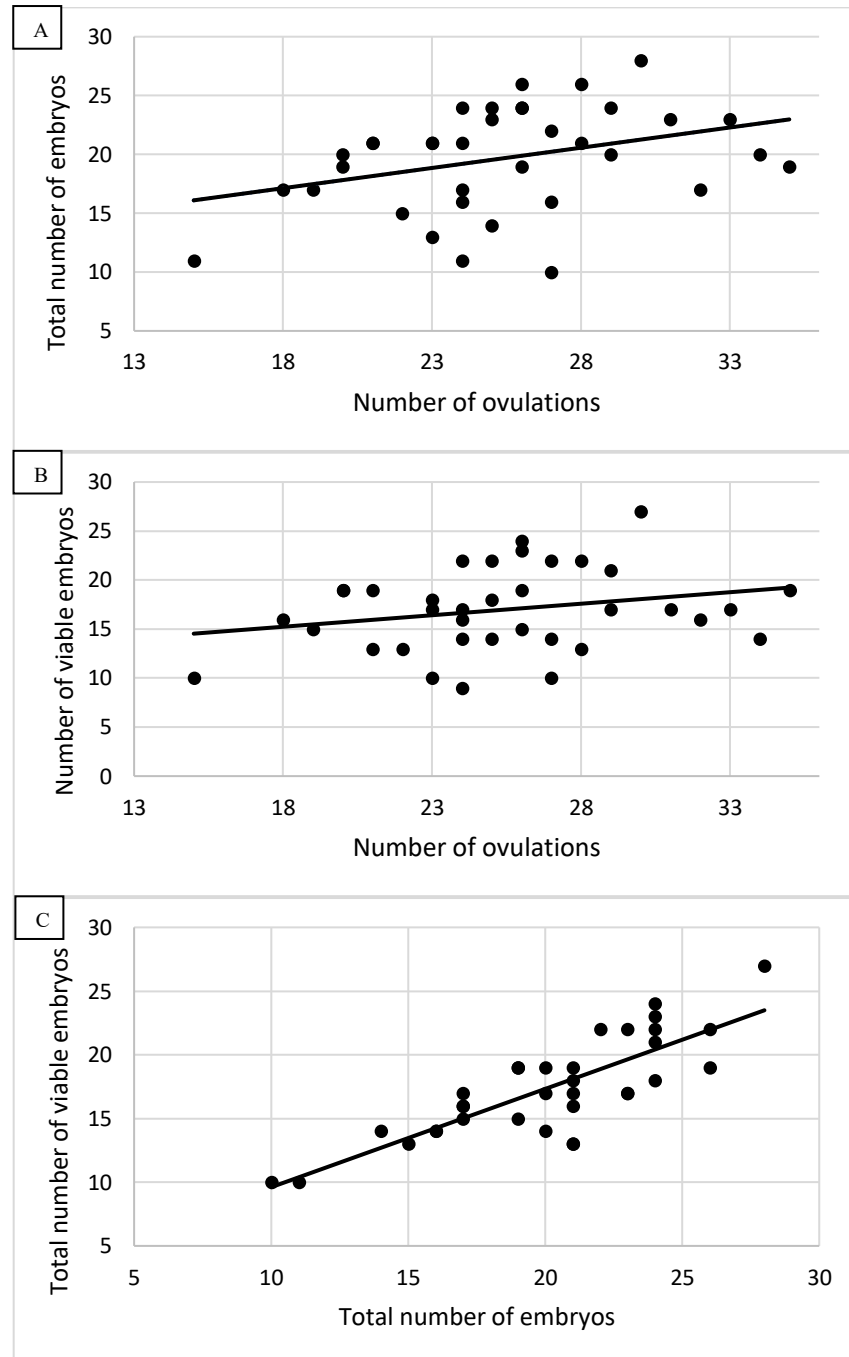 A
30
25
20
15
10
5
13 18 23 28 33
Total number of embryos
Number of ovulations
B
30
25
20
15
10
5
0
13 18 23 28 33
Number of viable embryos
Number of ovulations
C
30
25
20
15
10
5
5 10 15 20 25 30
Total number of viable embryos
Total number of embryos